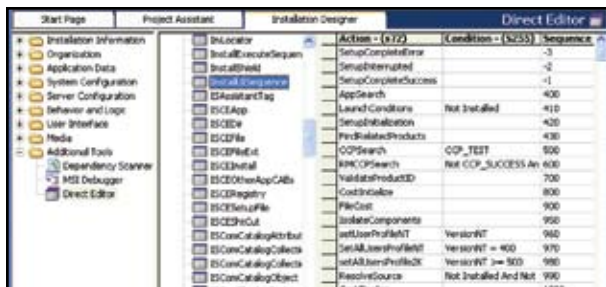 Start Page
Project Assistant
Installation Designer
Direct Editor
Installation Information
Organization
Application Data
System Configuration
Server Configuration
Behavior and Logic
User Interface
Media
Additional Tools
Dependency Scanner
MSI Debugger
Direct Editor
IniLocator
InstallExecuteSequen
InstallShield
InstallUISequence
ISAssistantTag
ISCEApp
ISCEDir
ISCEFile
ISCEFileExt
ISCEInstall
ISCEOtherAppCABs
ISCERegistry
ISCESetupFile
ISCEShtCut
ISComCatalogAttribut
ISComCatalogCollectio
ISComCatalogCollectio
ISComCatalogObject
Action - (s72) Condition - (S255) Sequence
SetupCompleteError -3
SetupInterrupted -2
SetupCompleteSuccess -1
AppSearch 400
LaunchConditions Not Installed 410
SetupInitialization 420
FindRelatedProducts 430
CCPSearch CCP_TEST 500
RMCCPSearch Not CCP_SUCCESS An 600
ValidateProductID 700
CostInitialize 800
FileCost 900
IsolateComponents 950
setUserProfileNT VersionNT 960
SetAllUsersProfileNT VersionNT = 400 970
setAllUsersProfile2K VersionNT >= 500 980
ResolveSource Not Installed And Not 990